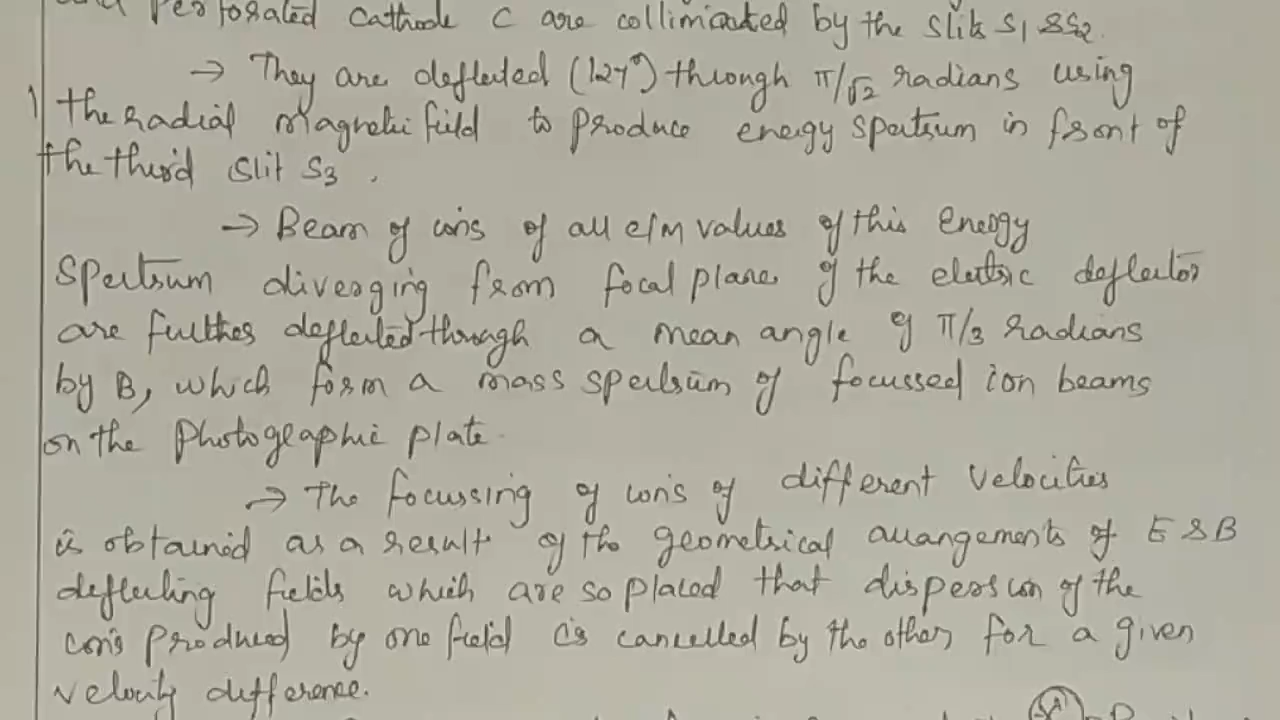 and Perforated Cathode C are collimated by the slits S1 & S2.
→ They are deflected (127°) through π/√2 radians using
the radial magnetic field to produce energy spectrum in front of
the third slit S3.
→ Beam of ions of all e/M values of this energy
spectrum diverging from focal plane of the electric deflector
are further deflected through a mean angle of π/3 radians
by B, which form a mass spectrum of focussed ion beams
on the photographic plate.
→ The focussing of ions of different velocities
is obtained as a result of the geometrical arrangements of E & B
deflecting fields which are so placed that dispersion of the
ions produced by one field is cancelled by the other for a given
velocity difference.